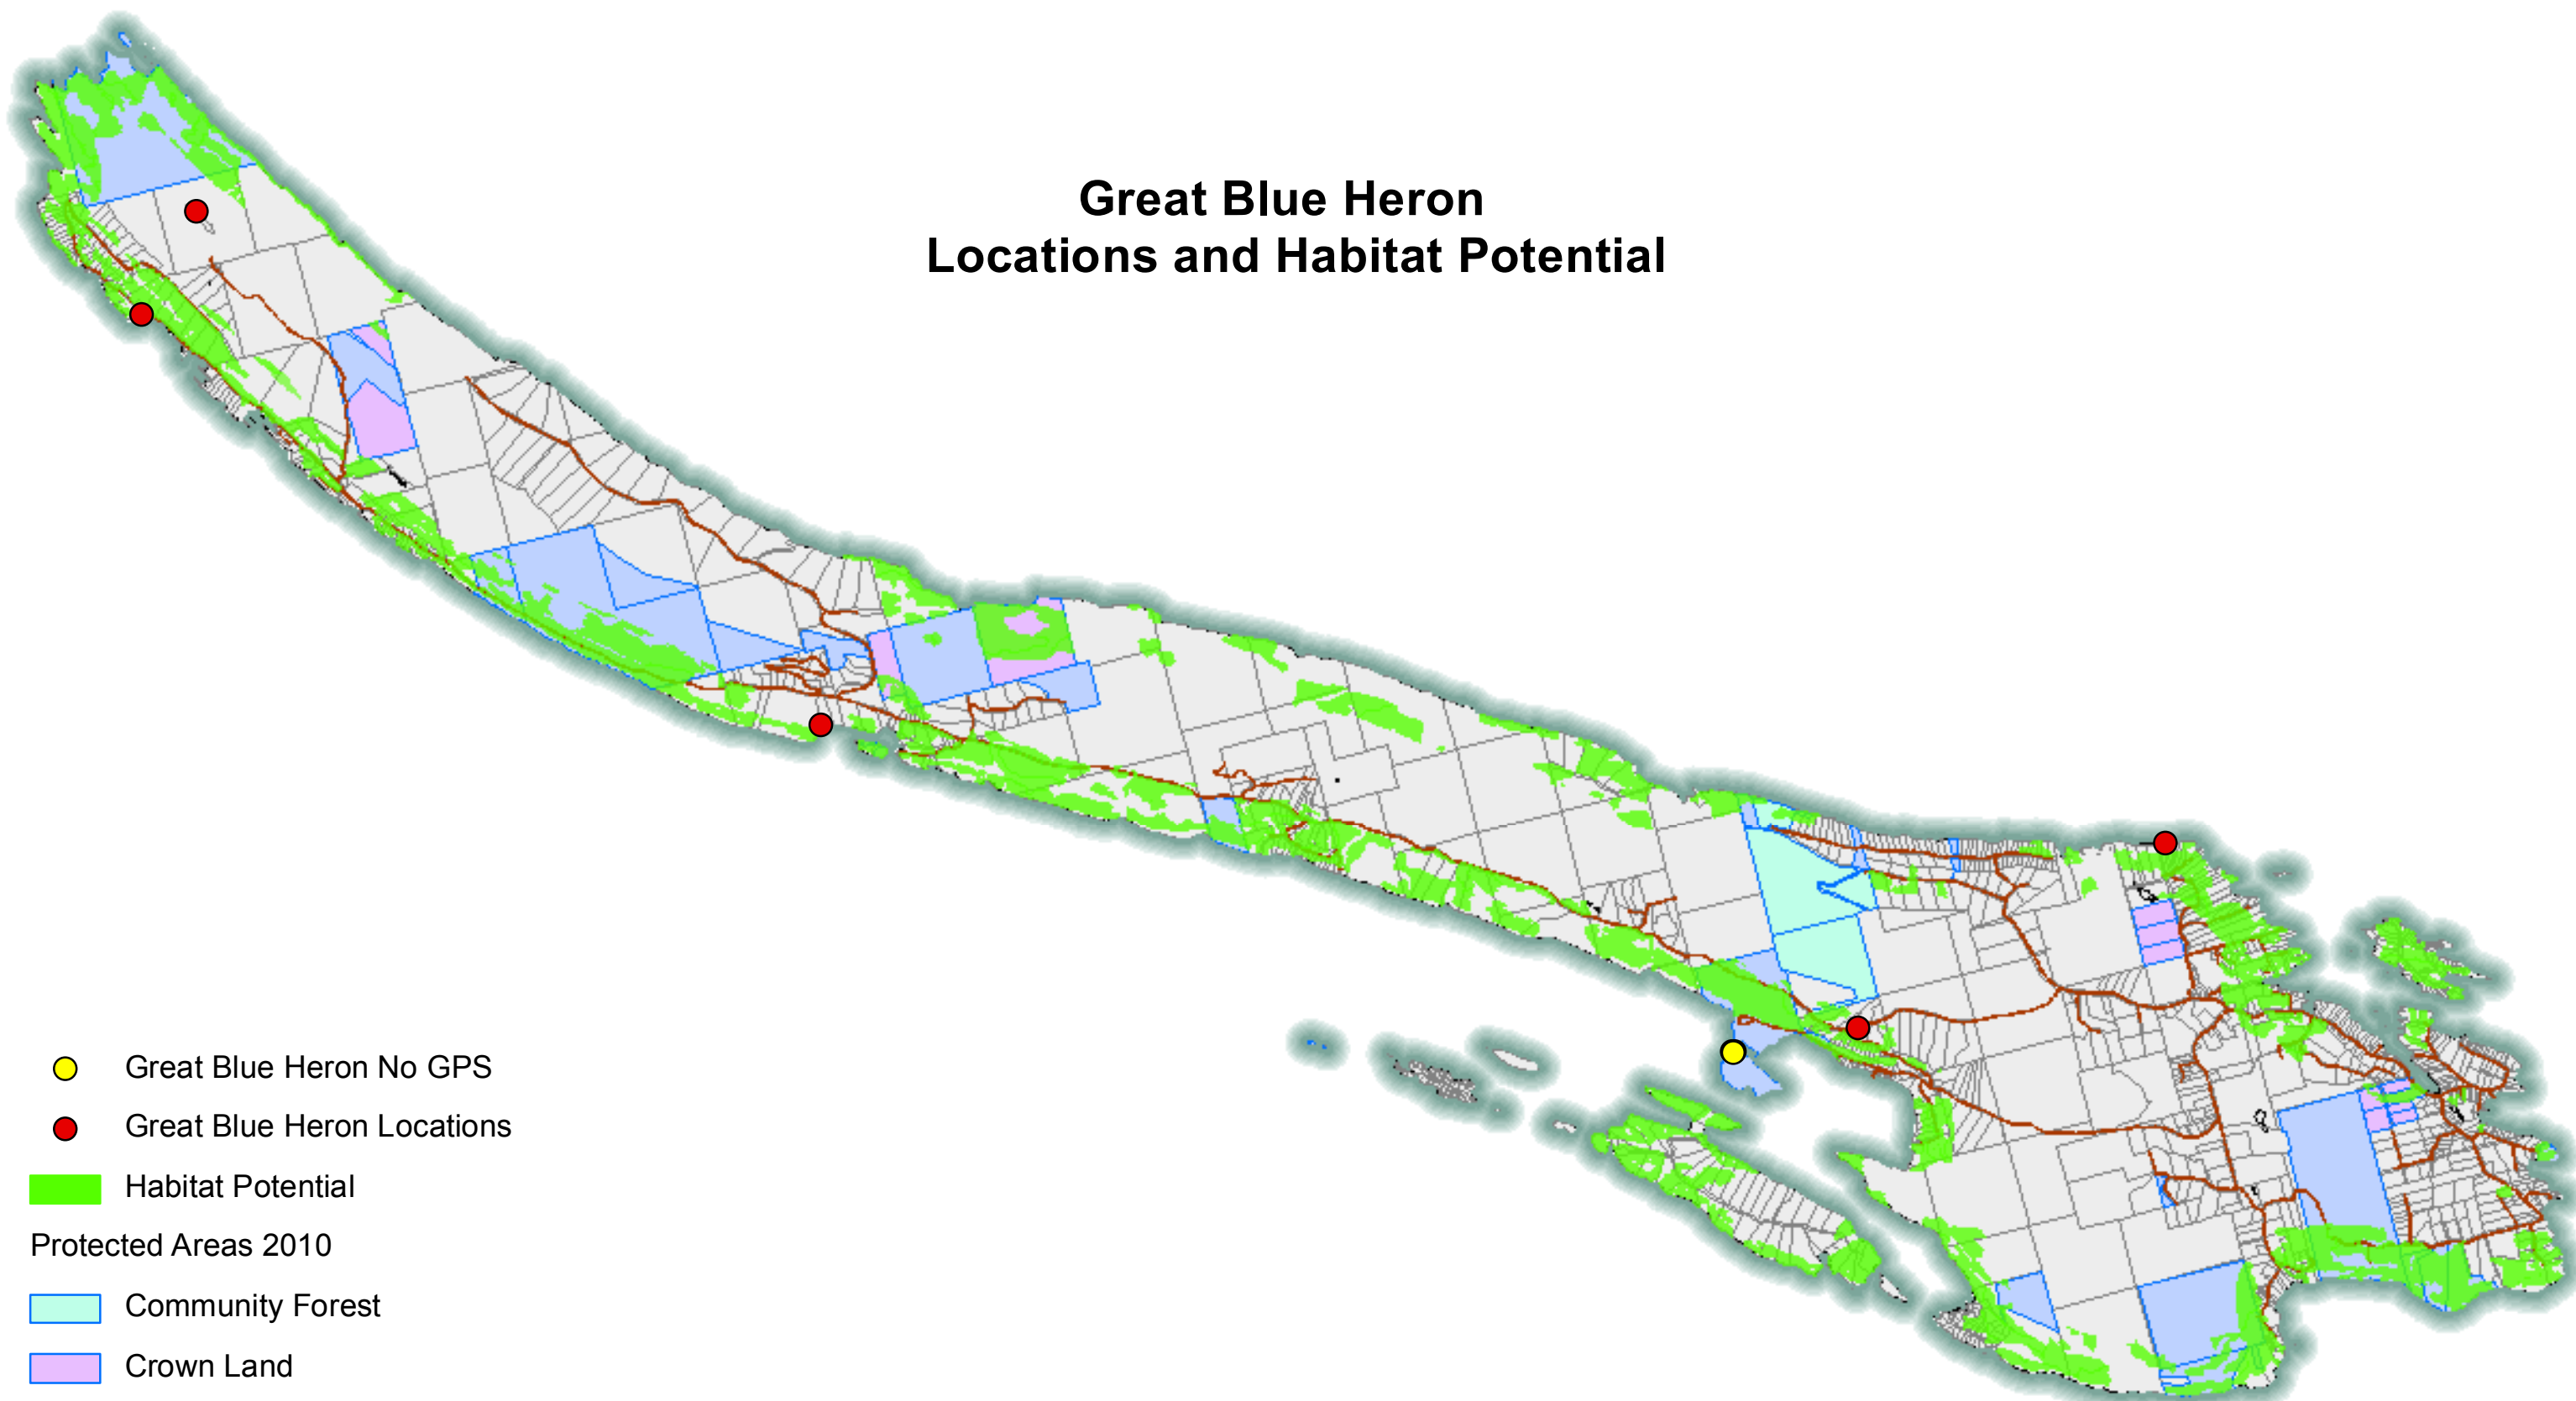 Great Blue Heron
Locations and Habitat Potential
Great Blue Heron No GPS
Great Blue Heron Locations
Habitat Potential
Protected Areas 2010
Community Forest
Crown Land